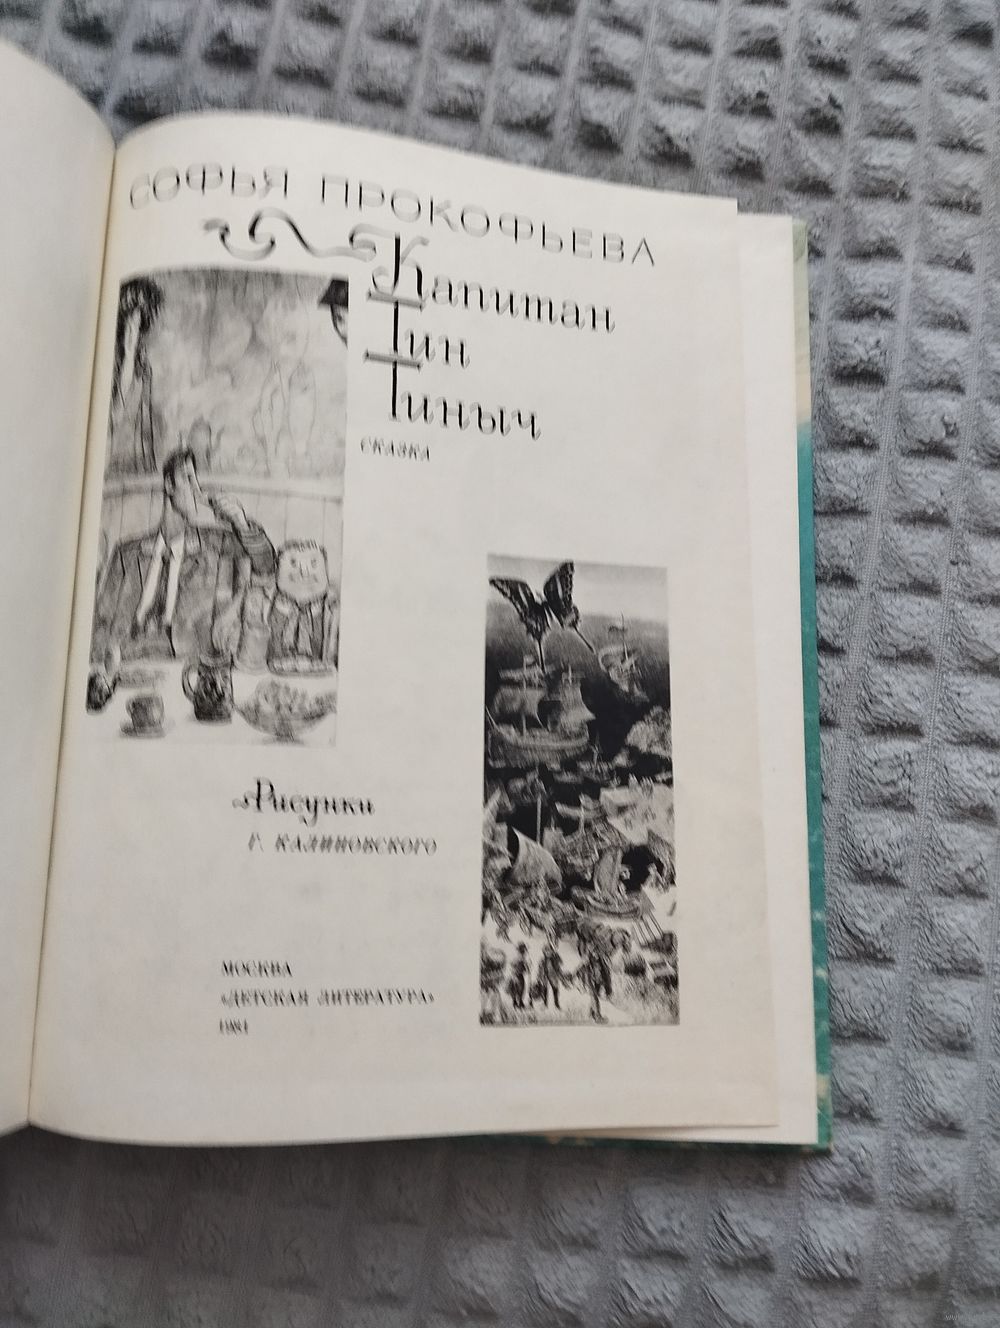 СОФЬЯ ПРОКОФЬЕВА
Капитан
Тин
Тиныч
СКАЗКА
Рисунки
Г. КАЛИНОВСКОГО
МОСКВА
«ДЕТСКАЯ ЛИТЕРАТУРА»
1981